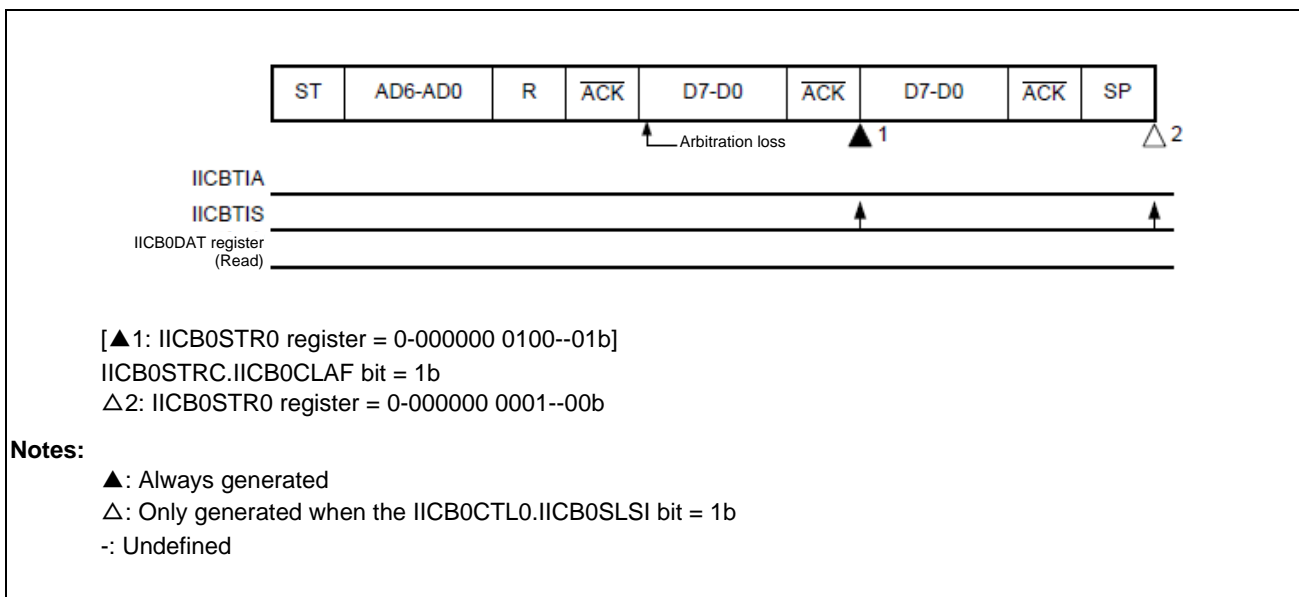 ST AD6-AD0 R ACK D7-D0 ACK D7-D0 ACK SP
Arbitration loss ▲ 1 △ 2
IICBTIA
IICBTIS
IICB0DAT register
(Read)
[▲1: IICB0STR0 register = 0-000000 0100--01b]
IICB0STRC.IICB0CLAF bit = 1b
△2: IICB0STR0 register = 0-000000 0001--00b
Notes:
▲: Always generated
△: Only generated when the IICB0CTL0.IICB0SLSI bit = 1b
-: Undefined